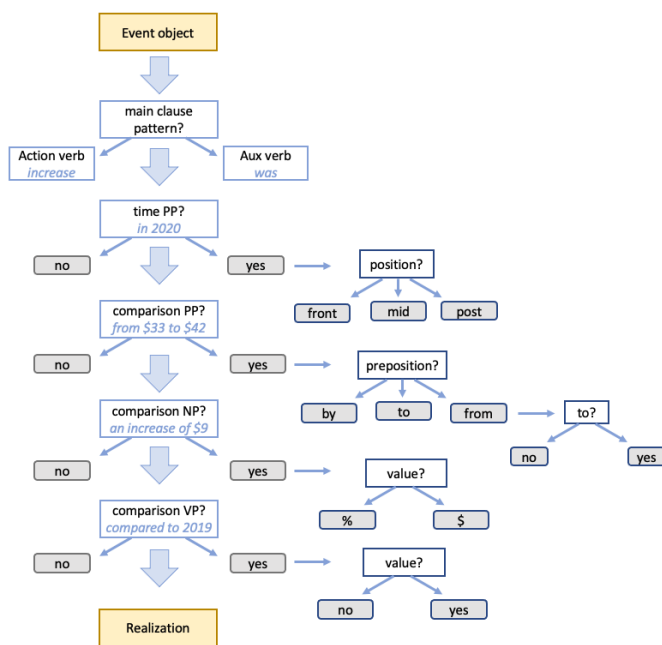 Event object
main clause
pattern?
Action verb
increase
Aux verb
was
time PP?
in 2020
no
yes
position?
front
mid
post
comparison PP?
from $33 to $42
no
yes
preposition?
by
to
from
to?
no
yes
comparison NP?
an increase of $9
no
yes
value?
%
$
comparison VP?
compared to 2019
no
yes
value?
no
yes
Realization